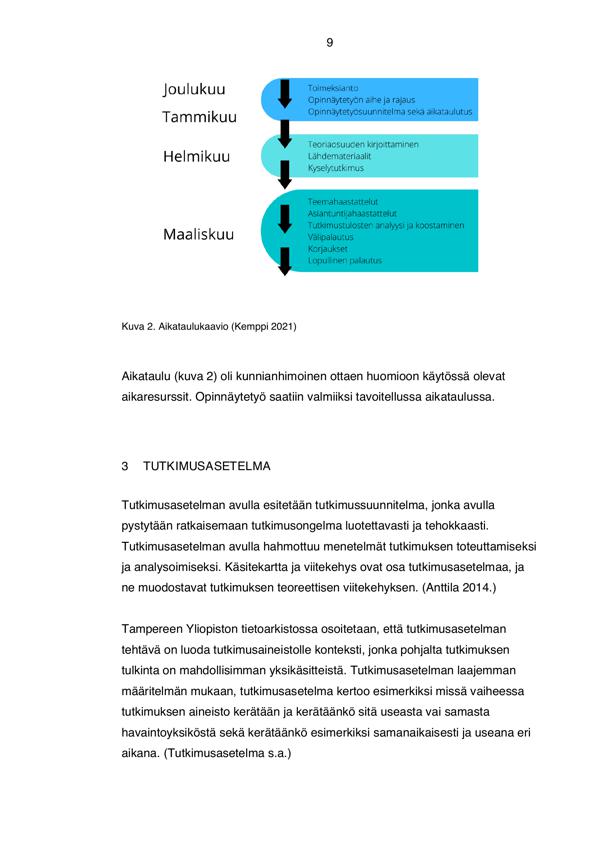 9
Joulukuu
Tammikuu
Toimeksianto
Opinnäytetyön aihe ja rajaus
Opinnäytetyösuunnitelma sekä aikataulutus
Helmikuu
Teoriaosuuden kirjoittaminen
Lähdemateriaalit
Kyselytutkimus
Maaliskuu
Teemahaastattelut
Asiantuntijahaastattelut
Tutkimustulosten analyysi ja koostaminen
Välipalautus
Korjaukset
Lopullinen palautus
Kuva 2. Aikataulukaavio (Kemppi 2021)
Aikataulu (kuva 2) oli kunnianhimoinen ottaen huomioon käytössä olevat
aikaresurssit. Opinnäytetyö saatiin valmiiksi tavoitellussa aikataulussa.
3 TUTKIMUSASETELMA
Tutkimusasetelman avulla esitetään tutkimussuunnitelma, jonka avulla
pystytään ratkaisemaan tutkimusongelma luotettavasti ja tehokkaasti.
Tutkimusasetelman avulla hahmottuu menetelmät tutkimuksen toteuttamiseksi
ja analysoimiseksi. Käsitekartta ja viitekehys ovat osa tutkimusasetelmaa, ja
ne muodostavat tutkimuksen teoreettisen viitekehyksen. (Anttila 2014.)
Tampereen Yliopiston tietoarkistossa osoitetaan, että tutkimusasetelman
tehtävä on luoda tutkimusaineistolle konteksti, jonka pohjalta tutkimuksen
tulkinta on mahdollisimman yksikäsitteistä. Tutkimusasetelman laajemman
määritelmän mukaan, tutkimusasetelma kertoo esimerkiksi missä vaiheessa
tutkimuksen aineisto kerätään ja kerätäänkö sitä useasta vai samasta
havaintoyksiköstä sekä kerätäänkö esimerkiksi samanaikaisesti ja useana eri
aikana. (Tutkimusasetelma s.a.)